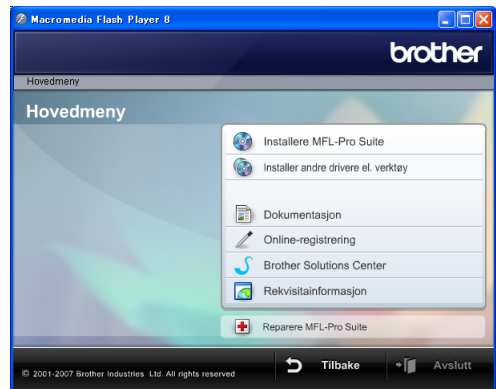 Macromedia Flash Player 8
brother
Hovedmeny
Hovedmeny
Installere MFL-Pro Suite
Installer andre drivere el. verktøy
Dokumentasjon
Online-registrering
Brother Solutions Center
Rekvisitainformasjon
Reparere MFL-Pro Suite
© 2001-2007 Brother Industries Ltd. All rights reserved
Tilbake
Avslutt